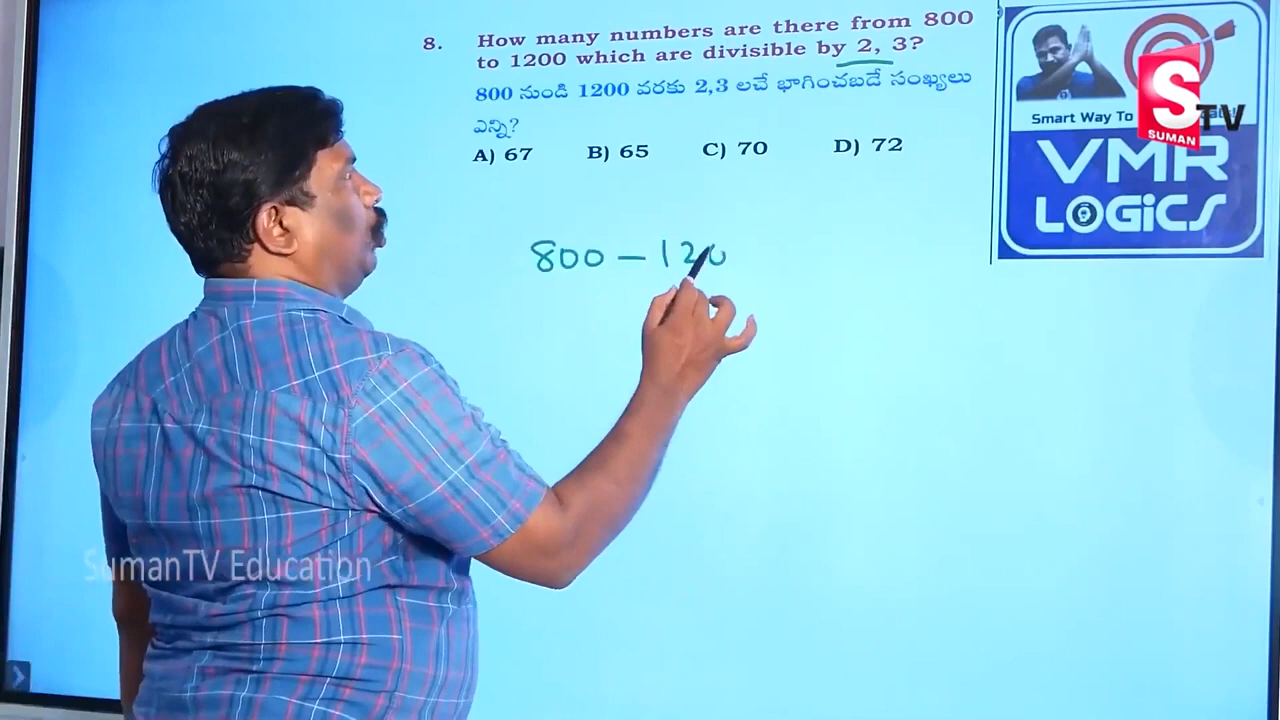 8. How many numbers are there from 800
to 1200 which are divisible by 2, 3?
800 నుండి 1200 వరకు 2,3 లచే భాగించబడే సంఖ్యలు
ఎన్ని?
A) 67 B) 65 C) 70 D) 72
800 – 120
Smart Way To
S TV
SUMAN
VMR
LOGiCS
SumanTV Education